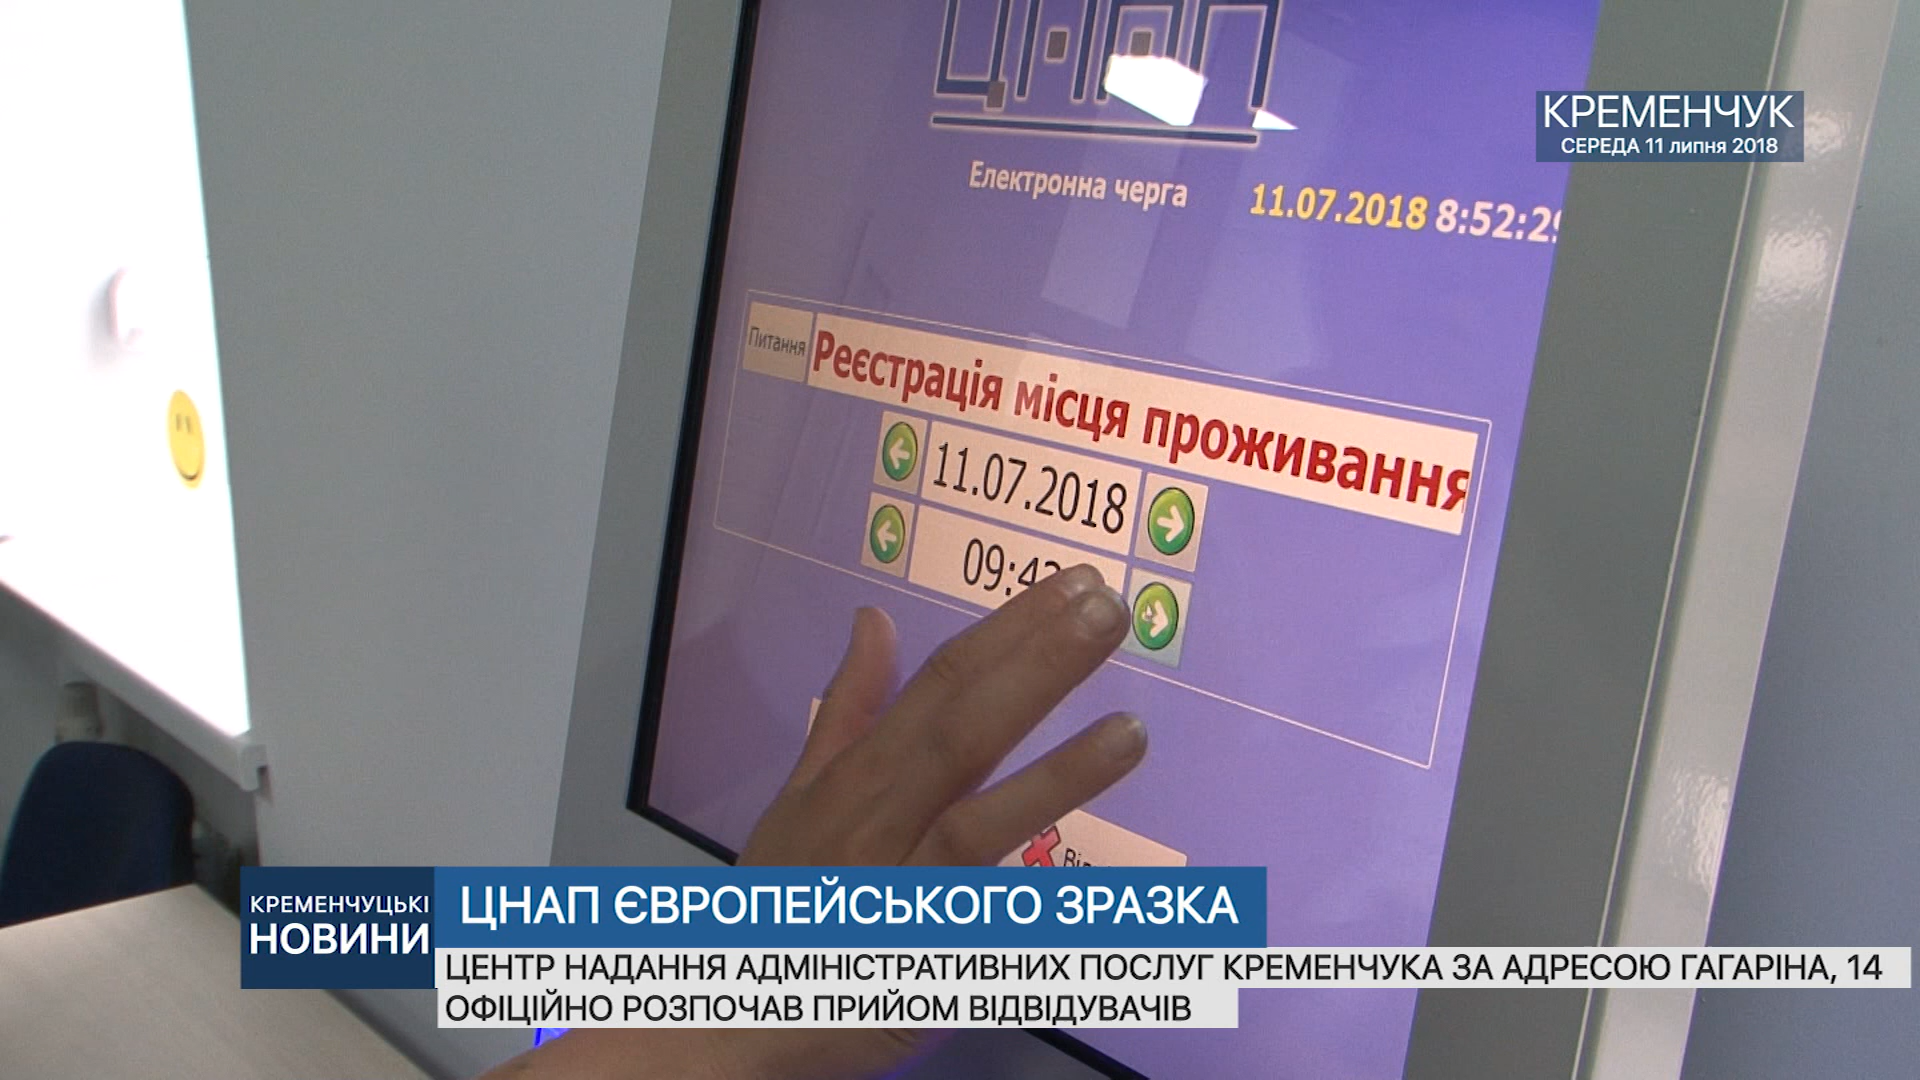 ЦНАП
КРЕМЕНЧУК
СЕРЕДА 11 липня 2018
Електронна черга
11.07.2018 8:52:29
Питання
Реєстрація місця проживання
11.07.2018
КРЕМЕНЧУЦЬКІ
НОВИНИ
ЦНАП ЄВРОПЕЙСЬКОГО ЗРАЗКА
ЦЕНТР НАДАННЯ АДМІНІСТРАТИВНИХ ПОСЛУГ КРЕМЕНЧУКА ЗА АДРЕСОЮ ГАГАРІНА, 14
ОФІЦІЙНО РОЗПОЧАВ ПРИЙОМ ВІДВІДУВАЧІВ